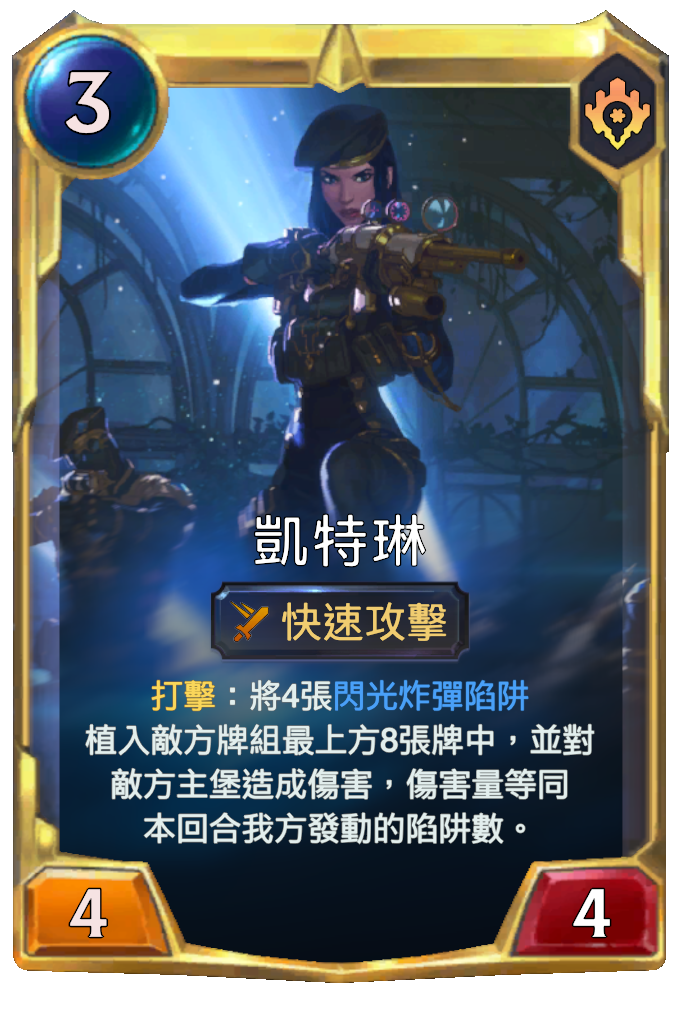 3
凱特琳
快速攻擊
打擊：將4張閃光炸彈陷阱
植入敵方牌組最上方8張牌中，並對
敵方主堡造成傷害，傷害量等同
本回合我方發動的陷阱數。
4
4